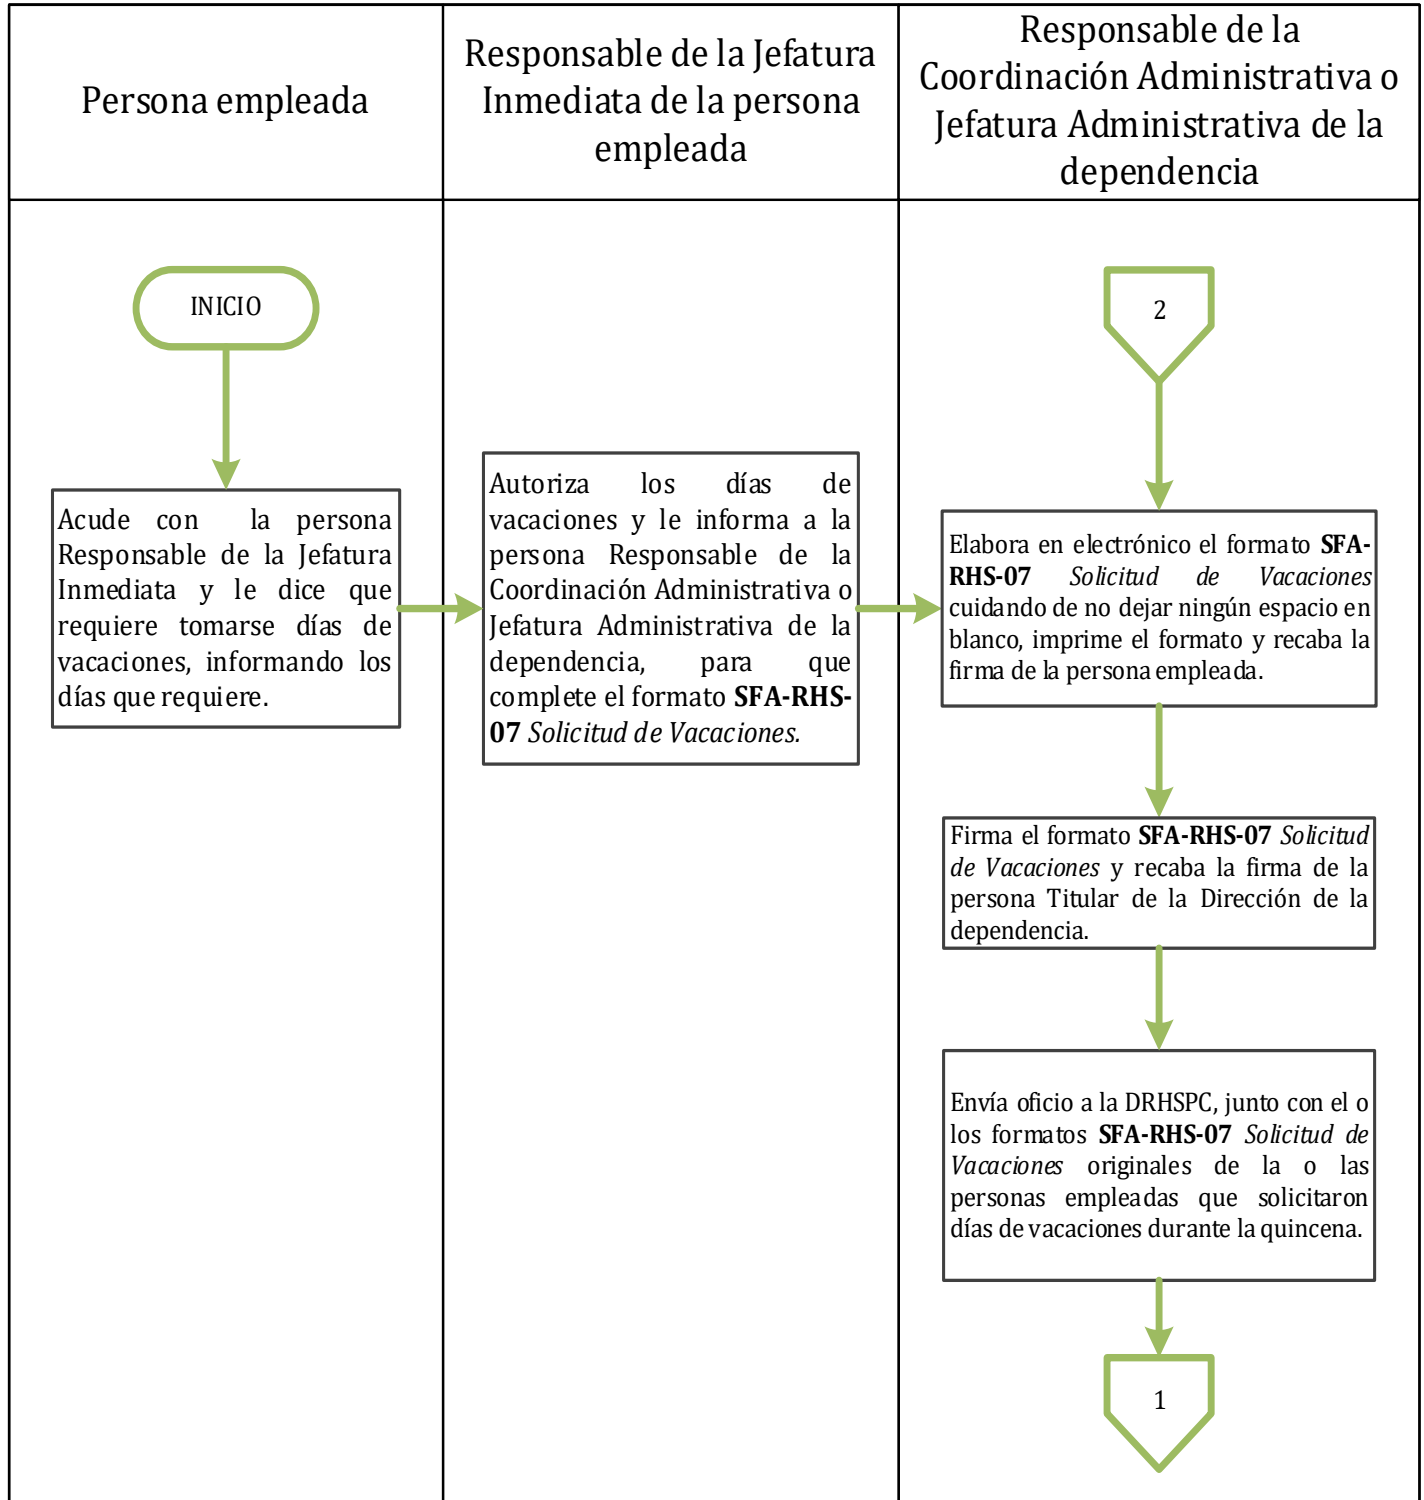 Persona empleada
Responsable de la Jefatura
Inmediata de la persona
empleada
Responsable de la
Coordinación Administrativa o
Jefatura Administrativa de la
dependencia
INICIO
Acude con la persona
Responsable de la Jefatura
Inmediata y le dice que
requiere tomarse días de
vacaciones, informando los
días que requiere.
Autoriza los días de
vacaciones y le informa a la
persona Responsable de la
Coordinación Administrativa o
Jefatura Administrativa de la
dependencia, para que
complete el formato SFA-RHS-
07 Solicitud de Vacaciones.
2
Elabora en electrónico el formato SFA-
RHS-07 Solicitud de Vacaciones
cuidando de no dejar ningún espacio en
blanco, imprime el formato y recaba la
firma de la persona empleada.
Firma el formato SFA-RHS-07 Solicitud
de Vacaciones y recaba la firma de la
persona Titular de la Dirección de la
dependencia.
Envía oficio a la DRHSPC, junto con el o
los formatos SFA-RHS-07 Solicitud de
Vacaciones originales de la o las
personas empleadas que solicitaron
días de vacaciones durante la quincena.
1